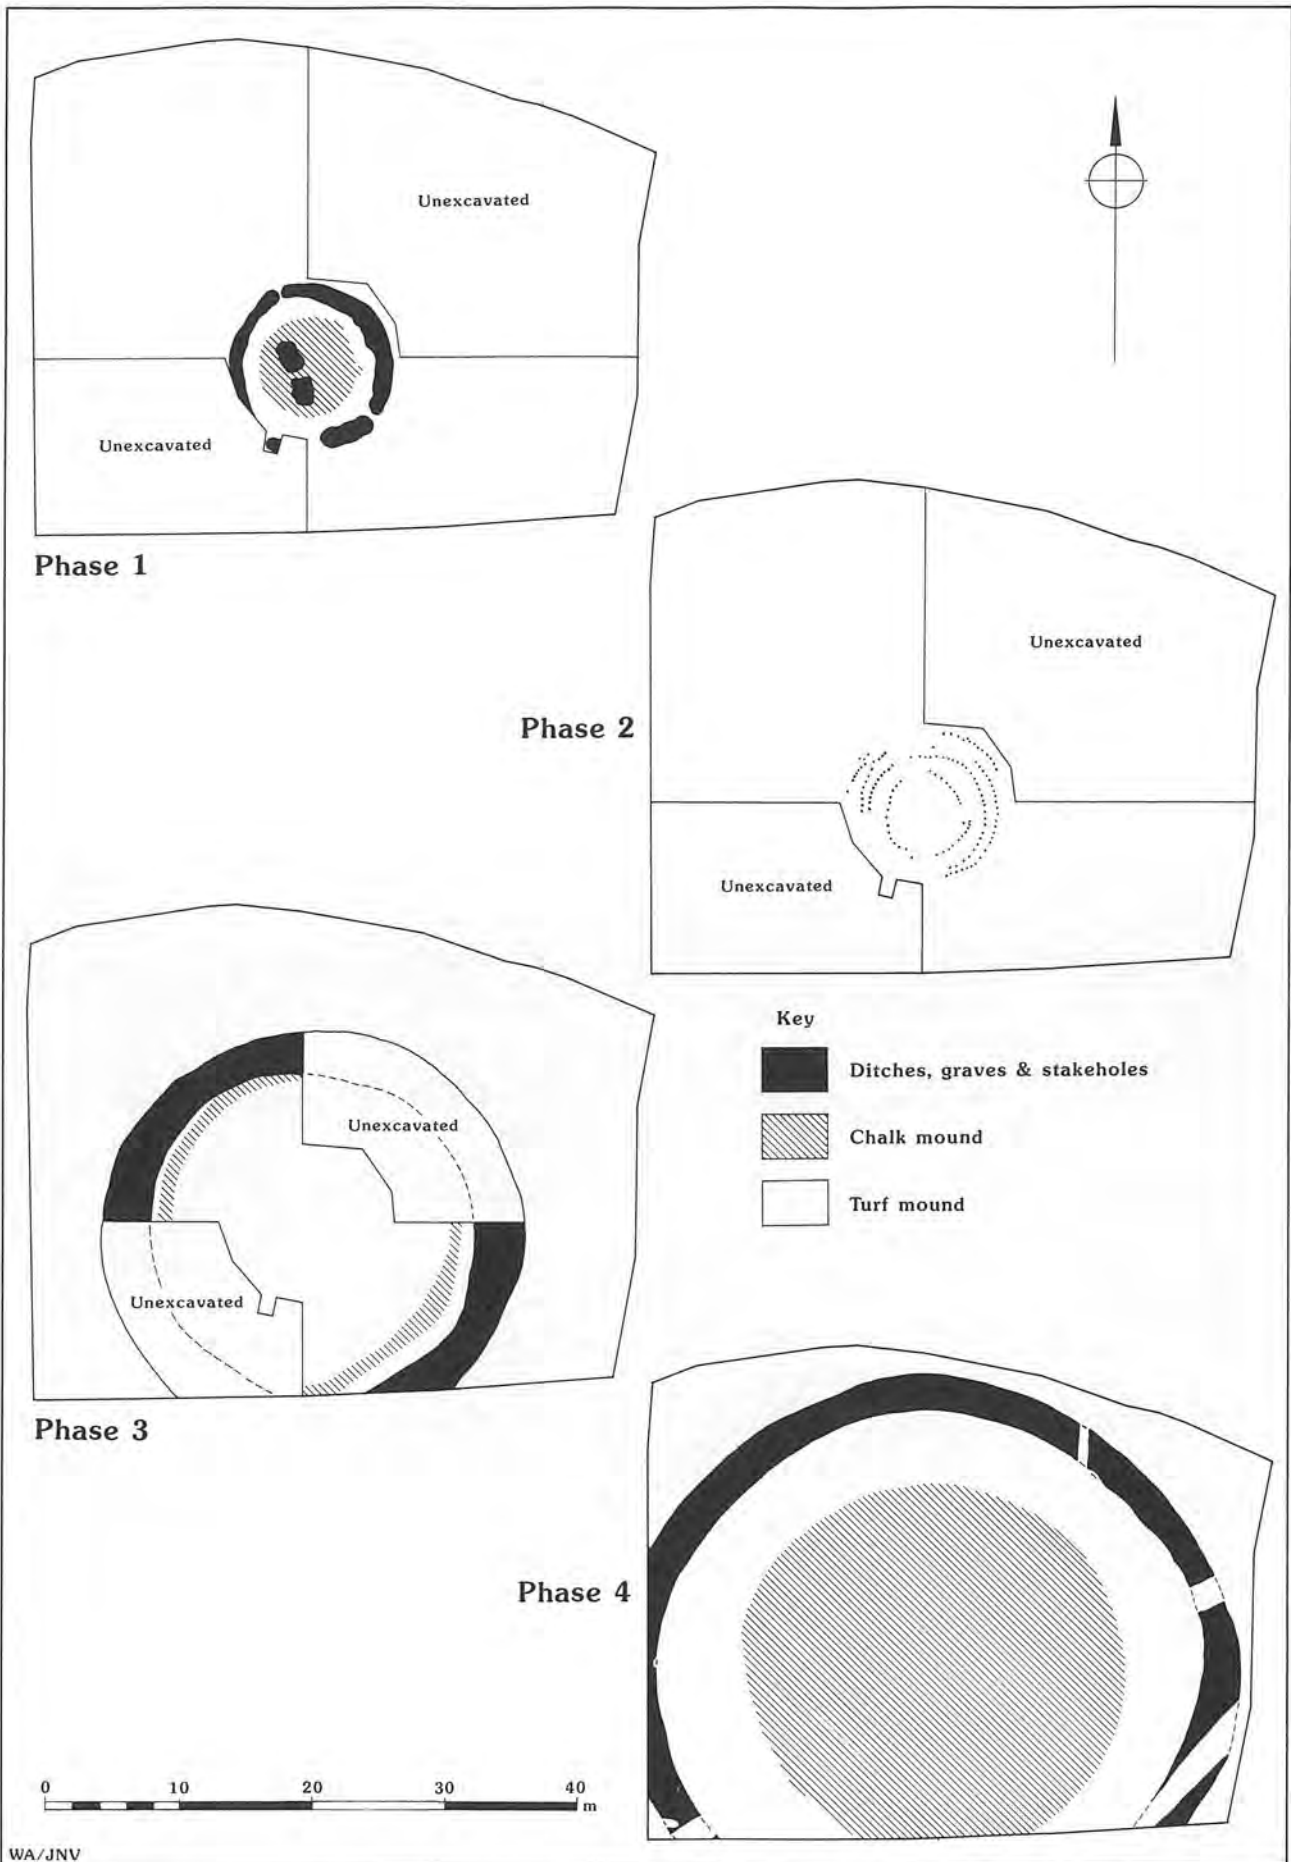 Unexcavated
Unexcavated
Phase 1
Unexcavated
Phase 2
Unexcavated
Key
Ditches, graves & stakeholes
Chalk mound
Turf mound
Unexcavated
Unexcavated
Phase 3
Phase 4
0 10 20 30 40
m
WA/JNV